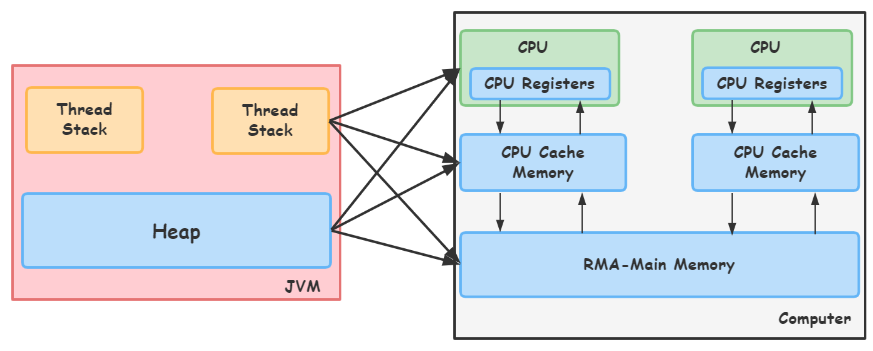 Thread
Stack
Thread
Stack
Heap
JVM
CPU
CPU Registers
CPU Cache
Memory
CPU
CPU Registers
CPU Cache
Memory
RMA-Main Memory
Computer